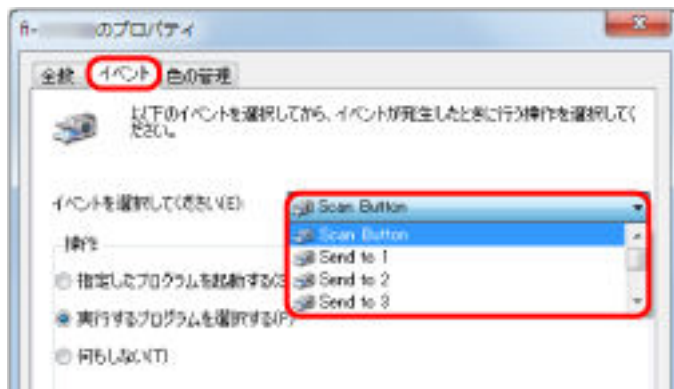 fi- のプロパティ
全般 イベント 色の管理
以下のイベントを選択してから、イベントが発生したときに行う操作を選択してく
ださい。
イベントを選択してください(E): Scan Button
Scan Button
Send to 1
Send to 2
Send to 3
操作
指定したプログラムを起動する(S
実行するプログラムを選択する(P)
何もしない(T)